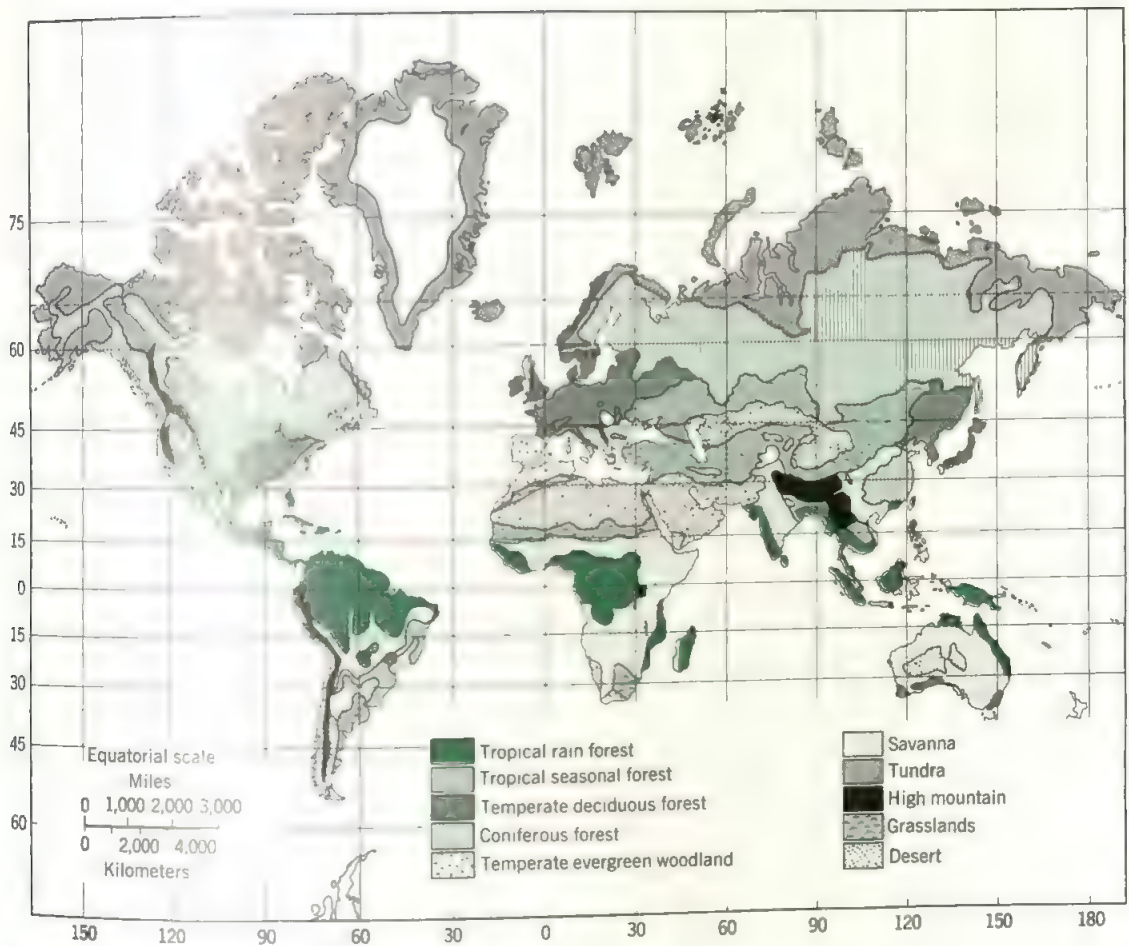 75
60
45
30
15
0
15
30
45
60
Equatorial scale
Miles
0 1,000 2,000 3,000
0 2,000 4,000
Kilometers
Tropical rain forest
Tropical seasonal forest
Temperate deciduous forest
Coniferous forest
Temperate evergreen woodland
Savanna
Tundra
High mountain
Grasslands
Desert
150 120 90 60 30 0 30 60 90 120 150 180